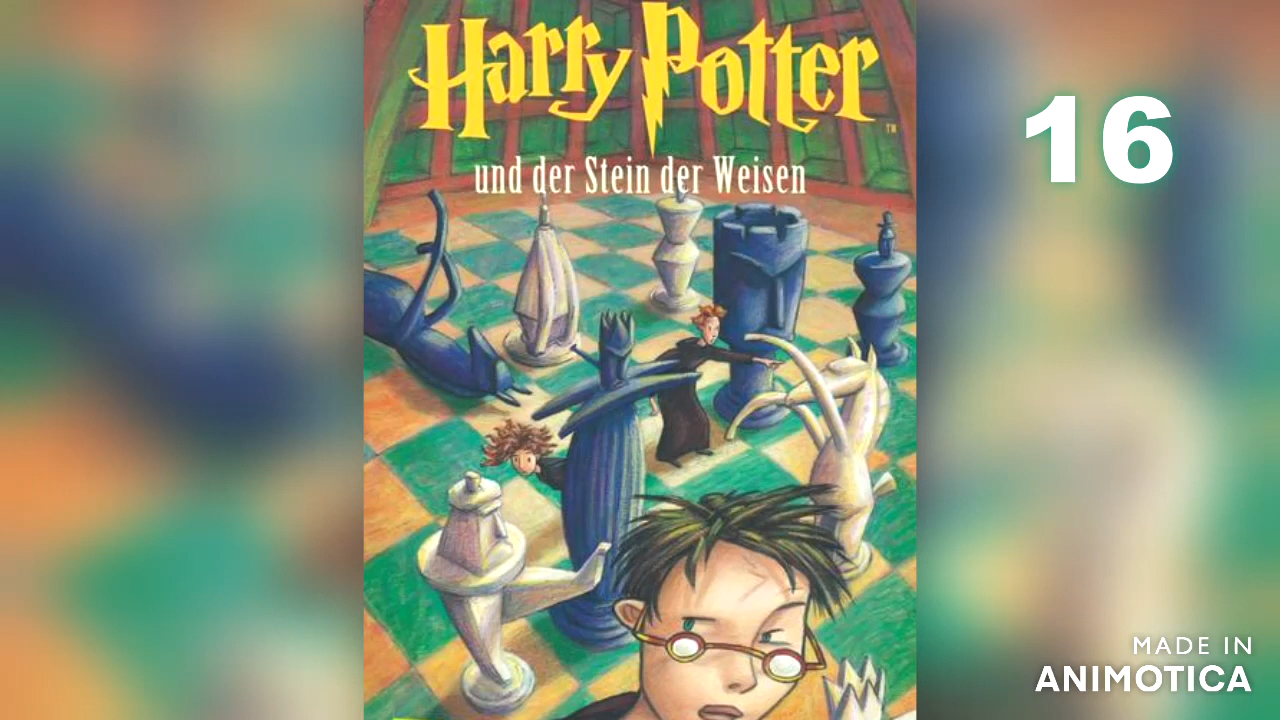 Harry Potter
TM
und der Stein der Weisen
16
MADE IN
ANIMOTICA